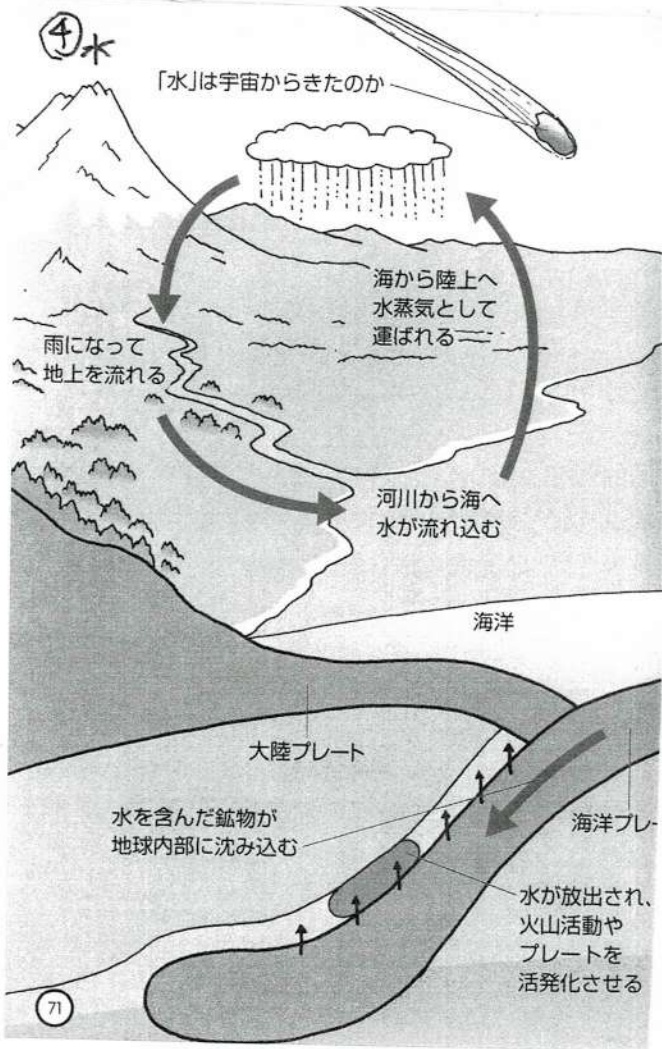 ④水
「水」は宇宙からきたのか
海から陸上へ
水蒸気として
運ばれる
雨になって
地上を流れる
河川から海へ
水が流れ込む
海洋
大陸プレート
水を含んだ鉱物が
地球内部に沈み込む
海洋プレー
水が放出され、
火山活動や
プレートを
活発化させる
71